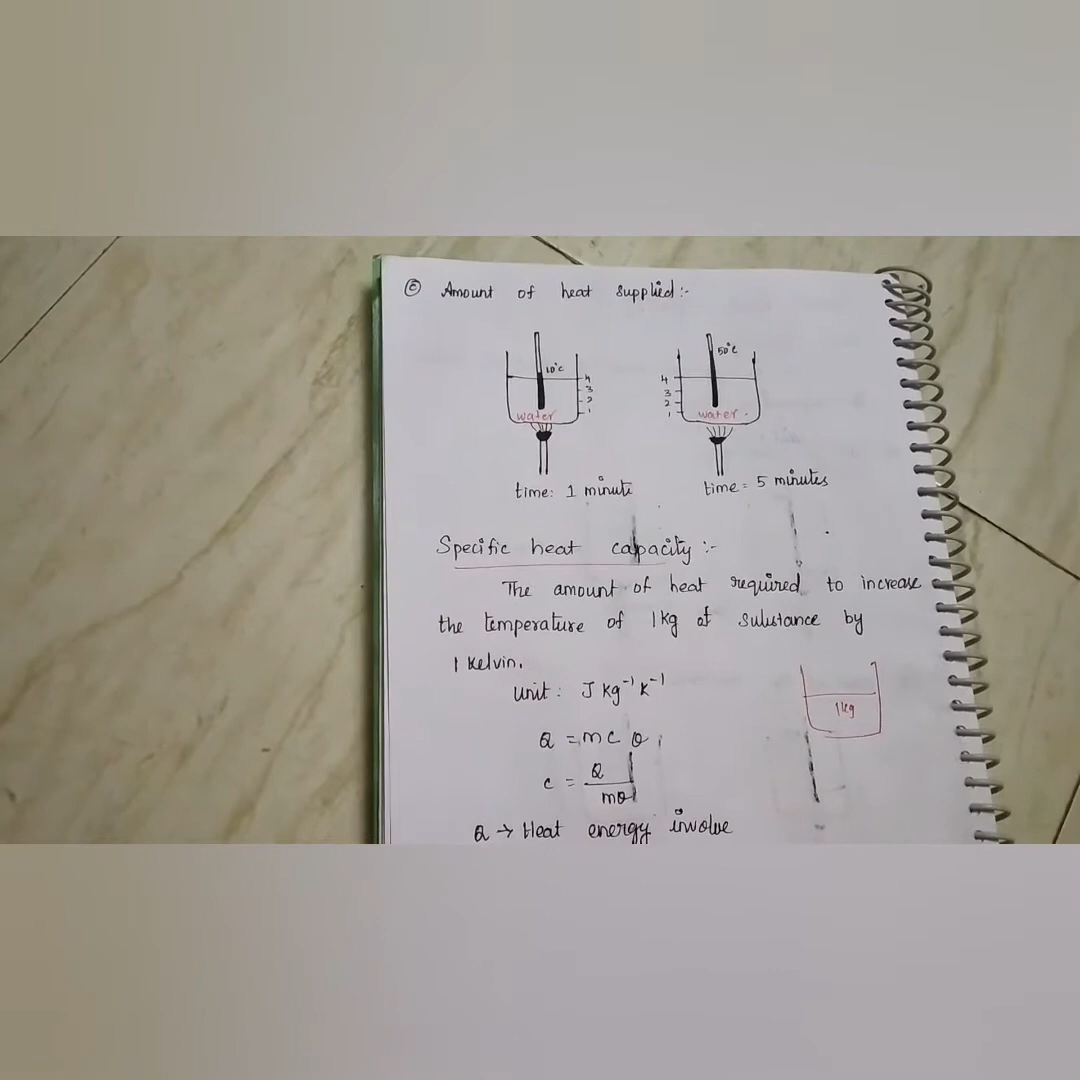 © Amount of heat supplied:-
10°c 50°c
4 4
3 3
2 2
1 1
water water
time: 1 minute time= 5 minutes
Specific heat capacity :-
The amount of heat required to increase
the temperature of 1kg of substance by
1 Kelvin.
unit: J kg⁻¹ K⁻¹
1kg
Q = mc θ
c = Q
mθ
Q → Heat energy involve